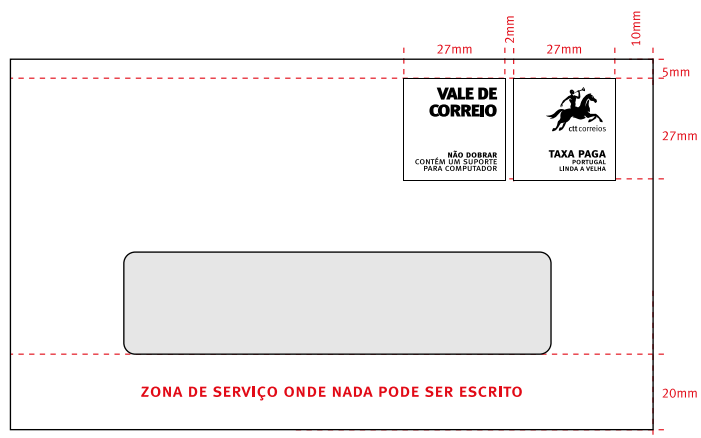 27mm
2mm
27mm
10mm
5mm
27mm
20mm
VALE DE
CORREIO
NÃO DOBRAR
CONTÉM UM SUPORTE
PARA COMPUTADOR
ctt correios
TAXA PAGA
PORTUGAL
LINDA A VELHA
ZONA DE SERVIÇO ONDE NADA PODE SER ESCRITO